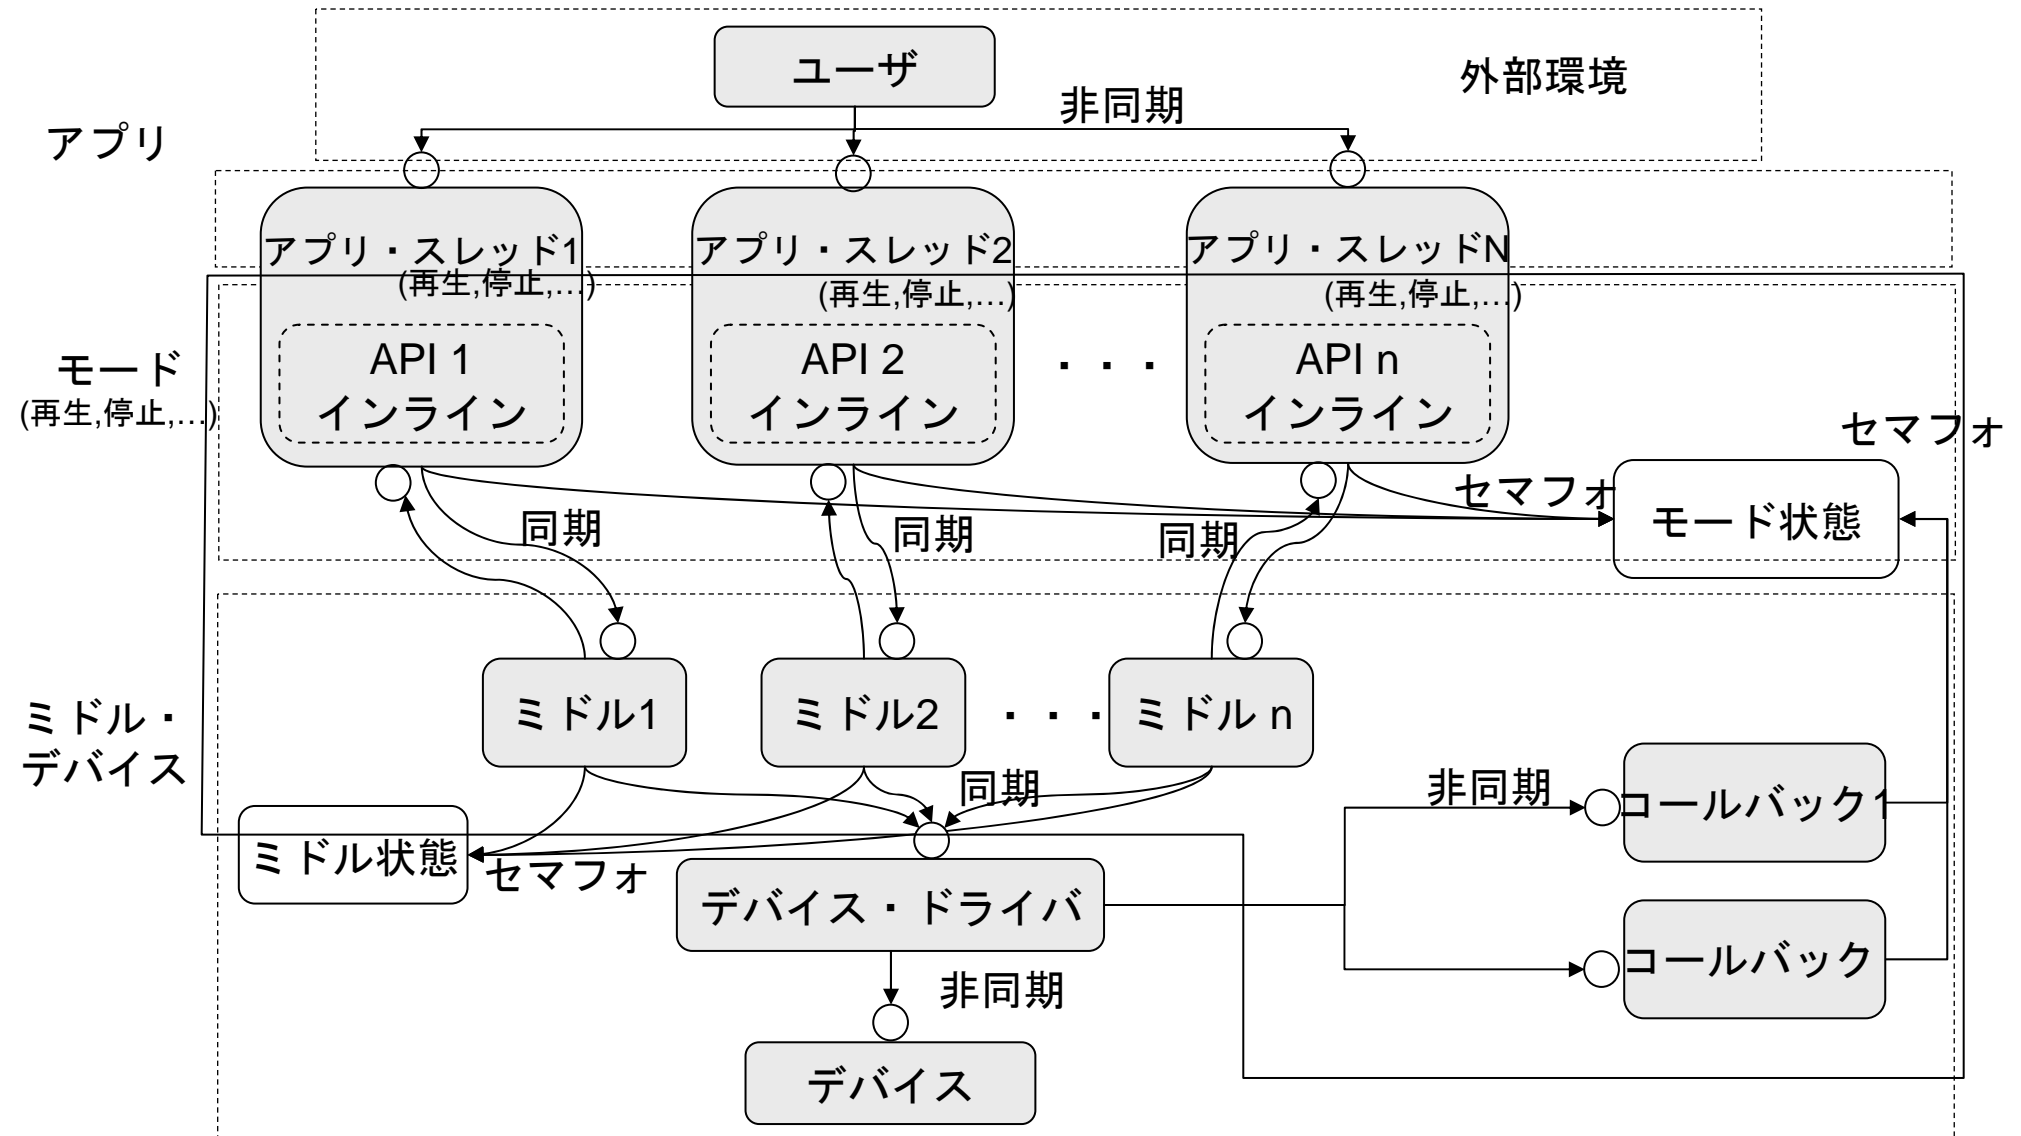 ユーザ
外部環境
非同期
アプリ
アプリ・スレッド1
(再生,停止,…)
アプリ・スレッド2
(再生,停止,…)
アプリ・スレッドN
(再生,停止,…)
モード
(再生,停止,…)
API 1
インライン
API 2
インライン
・・・
API n
インライン
セマフォ
セマフォ
モード状態
同期
同期
同期
ミドル・
デバイス
ミドル1
ミドル2
・・・
ミドル n
同期
非同期
コールバック1
ミドル状態
セマフォ
デバイス・ドライバ
コールバック
非同期
デバイス